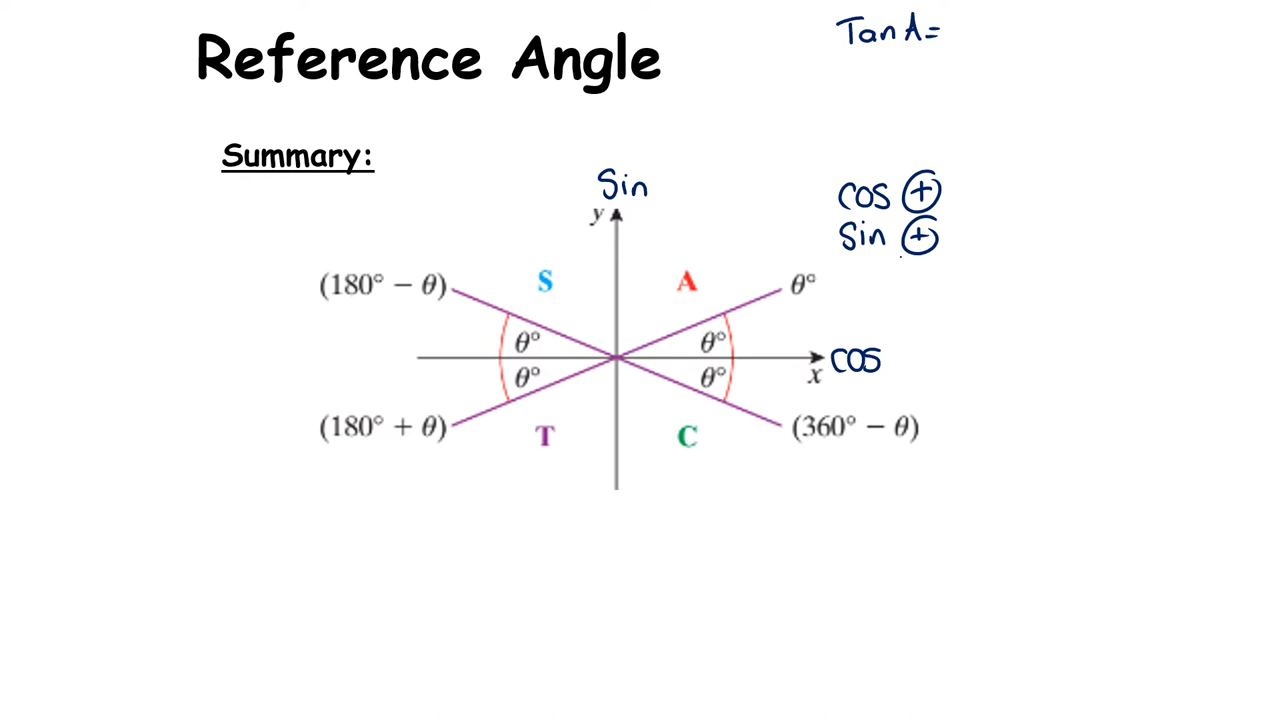 Tan A =
Reference Angle
Summary:
Sin
y
cos +
sin +
(180° − θ)
S
A
θ°
θ°
θ°
cos
x
θ°
θ°
(180° + θ)
T
C
(360° − θ)